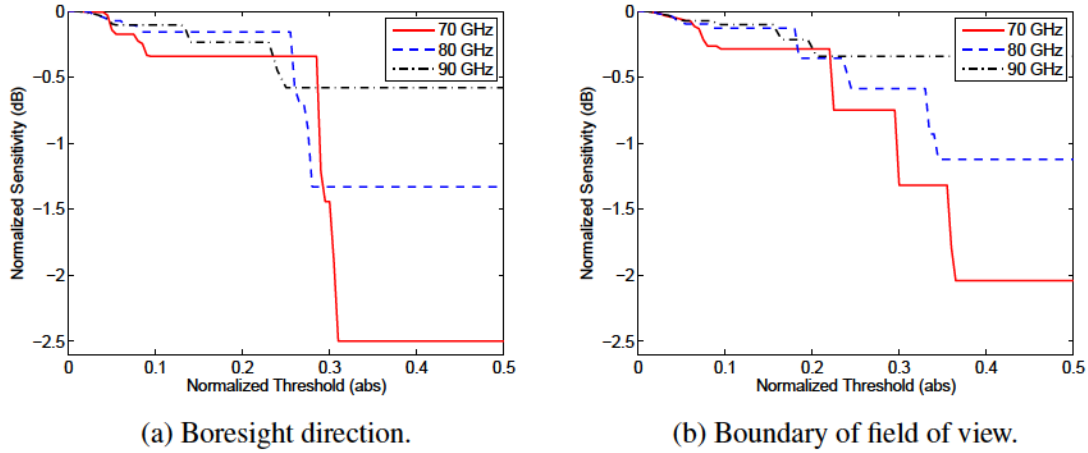 0
−0.5
−1
−1.5
−2
−2.5
Normalized Sensitivity (dB)
0 0.1 0.2 0.3 0.4 0.5
Normalized Threshold (abs)
70 GHz
80 GHz
90 GHz
(a) Boresight direction.
0
−0.5
−1
−1.5
−2
−2.5
Normalized Sensitivity (dB)
0 0.1 0.2 0.3 0.4 0.5
Normalized Threshold (abs)
70 GHz
80 GHz
90 GHz
(b) Boundary of field of view.